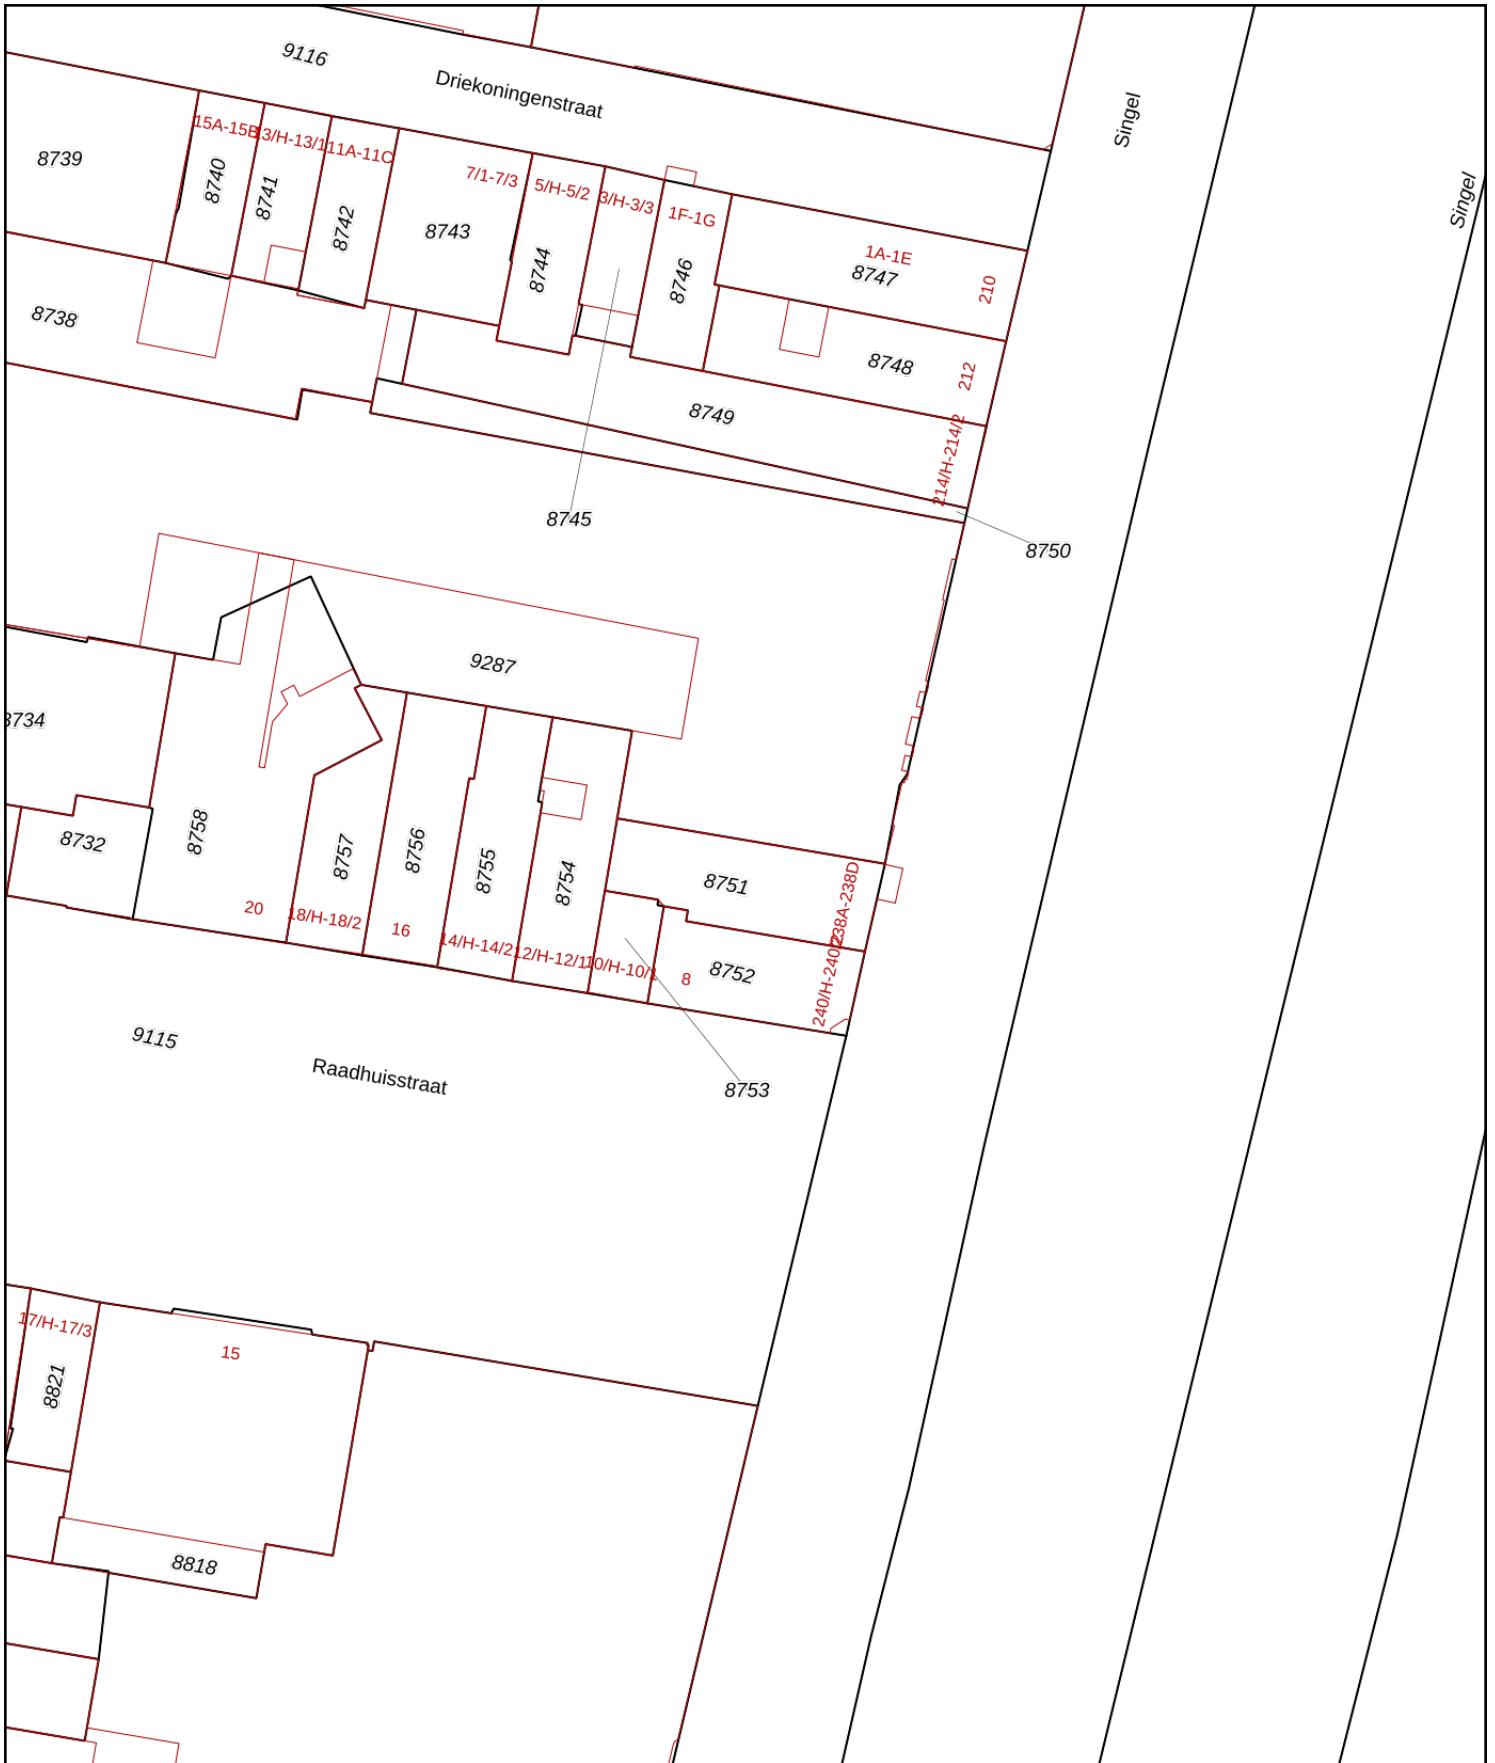 9116
Driekoningenstraat
Singel
Singel
15A-15B
13/H-13/1
11A-11C
8739
8740
8741
8742
7/1-7/3
5/H-5/2
3/H-3/3
1F-1G
8743
8744
8746
1A-1E
8747
210
8738
8748
212
8749
214/H-214/2
8745
8750
9287
8734
8732
8758
8757
8756
8755
8754
8751
238A-238D
20
18/H-18/2
16
14/H-14/2
12/H-12/1
10/H-10/1
8
8752
240/H-240/2
9115
Raadhuisstraat
8753
17/H-17/3
15
8821
8818